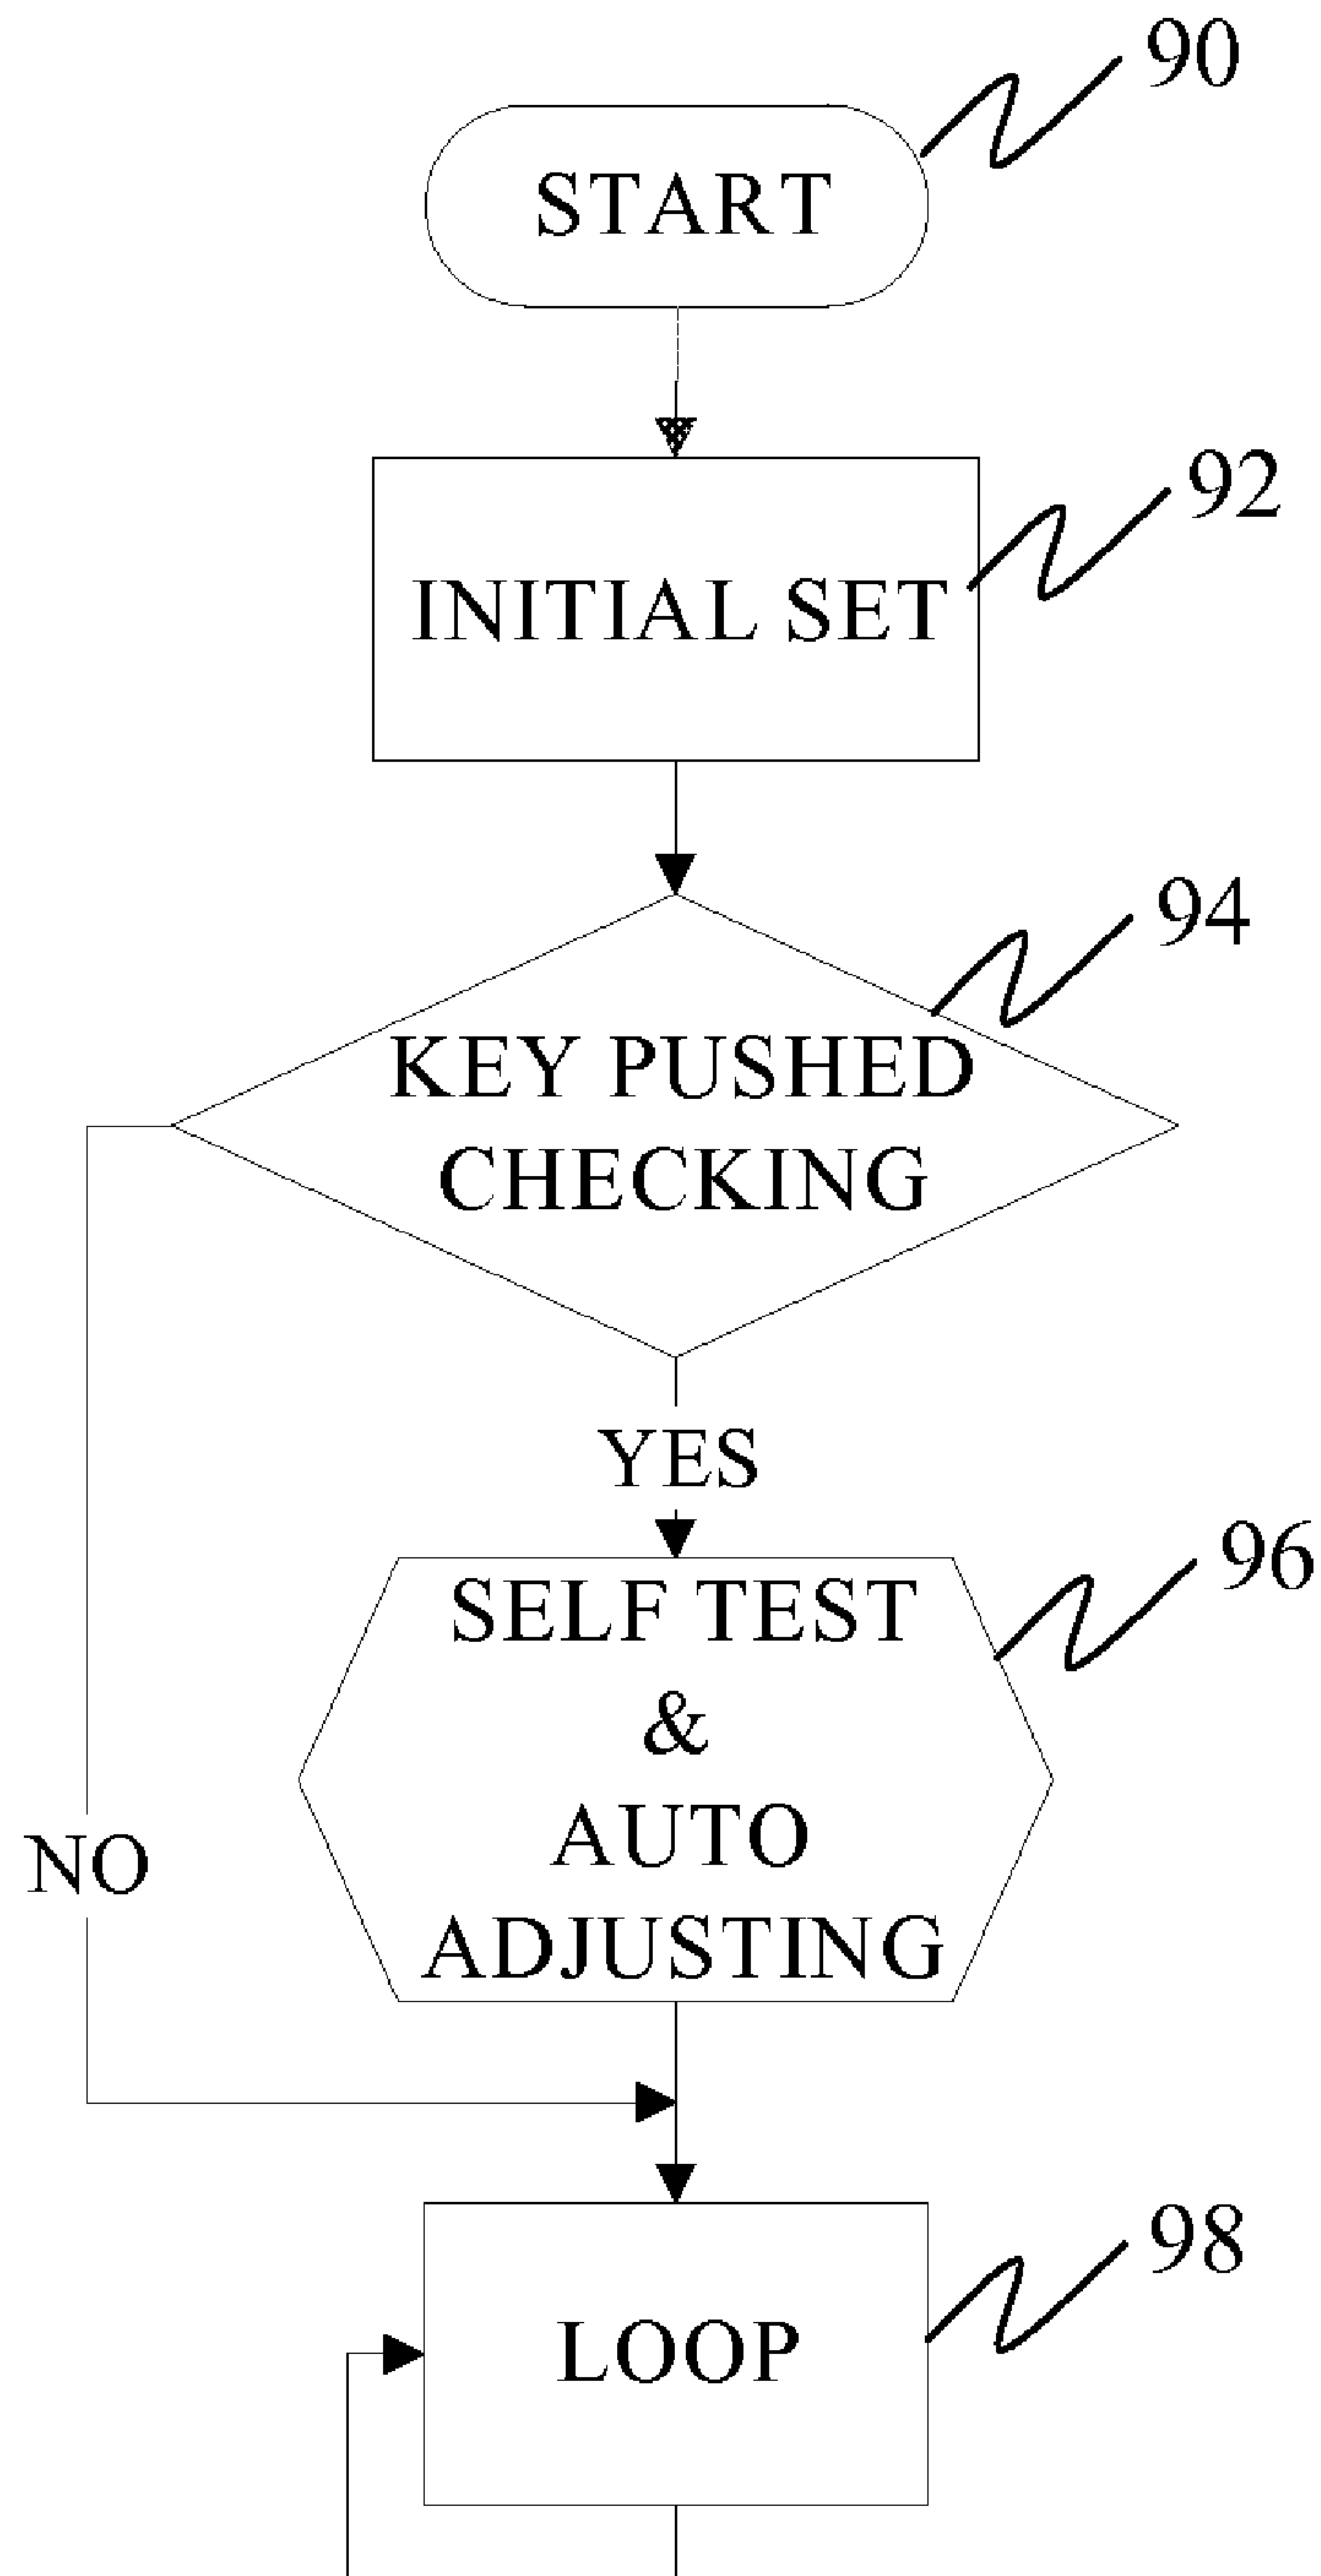 90
START
92
INITIAL SET
94
KEY PUSHED
CHECKING
YES
96
SELF TEST
&
AUTO
ADJUSTING
NO
98
LOOP